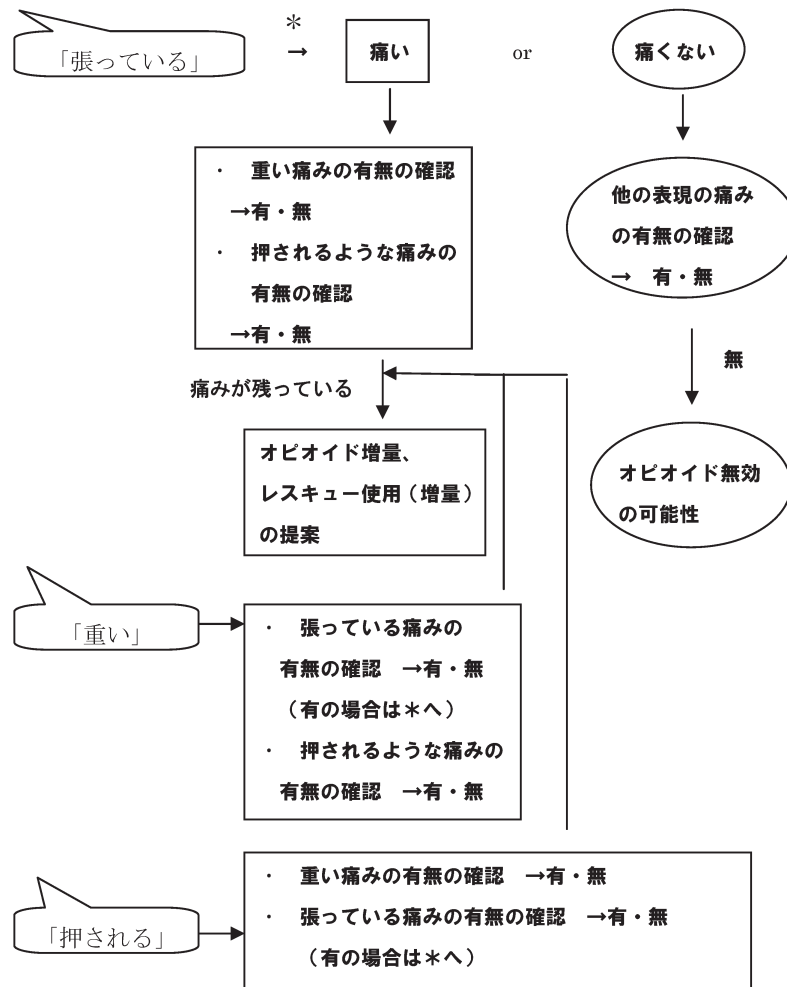 「張っている」
＊
→
痛い
or
痛くない
・ 重い痛みの有無の確認
→有・無
・ 押されるような痛みの
有無の確認
→有・無
他の表現の痛み
の有無の確認
→ 有・無
痛みが残っている
無
オピオイド増量、
レスキュー使用（増量）
の提案
オピオイド無効
の可能性
「重い」
・ 張っている痛みの
有無の確認 →有・無
（有の場合は＊へ）
・ 押されるような痛みの
有無の確認 →有・無
「押される」
・ 重い痛みの有無の確認 →有・無
・ 張っている痛みの有無の確認 →有・無
（有の場合は＊へ）